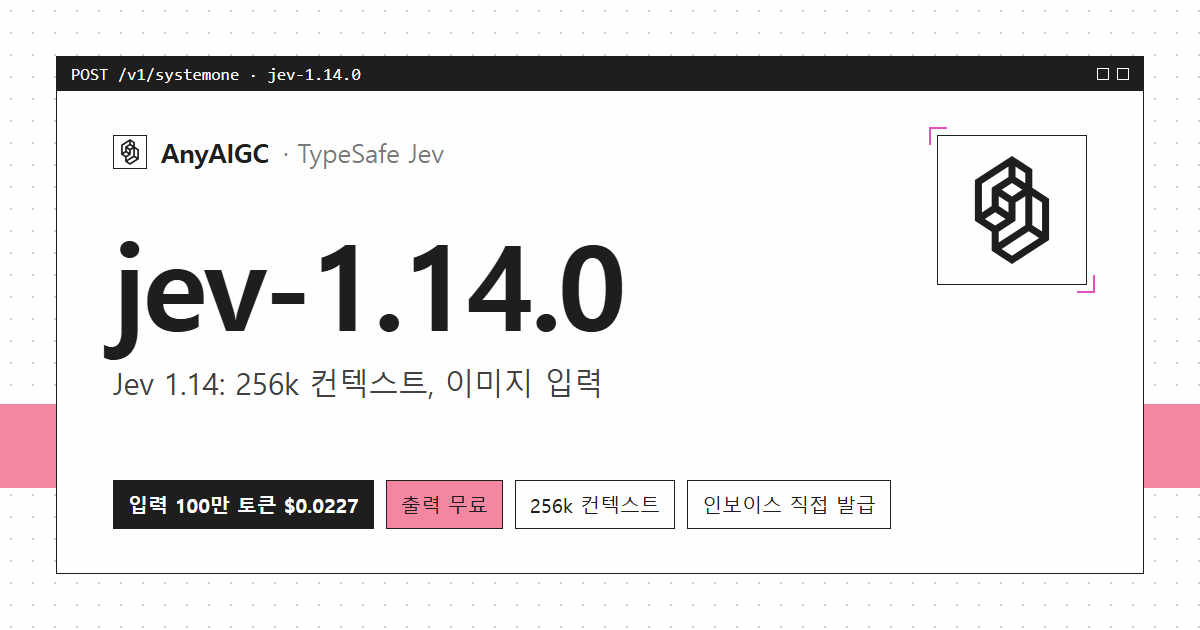 POST /v1/systemone · jev-1.14.0
AnyAIGC · TypeSafe Jev
jev-1.14.0
Jev 1.14: 256k 컨텍스트, 이미지 입력
입력 100만 토큰 $0.0227
출력 무료
256k 컨텍스트
인보이스 직접 발급